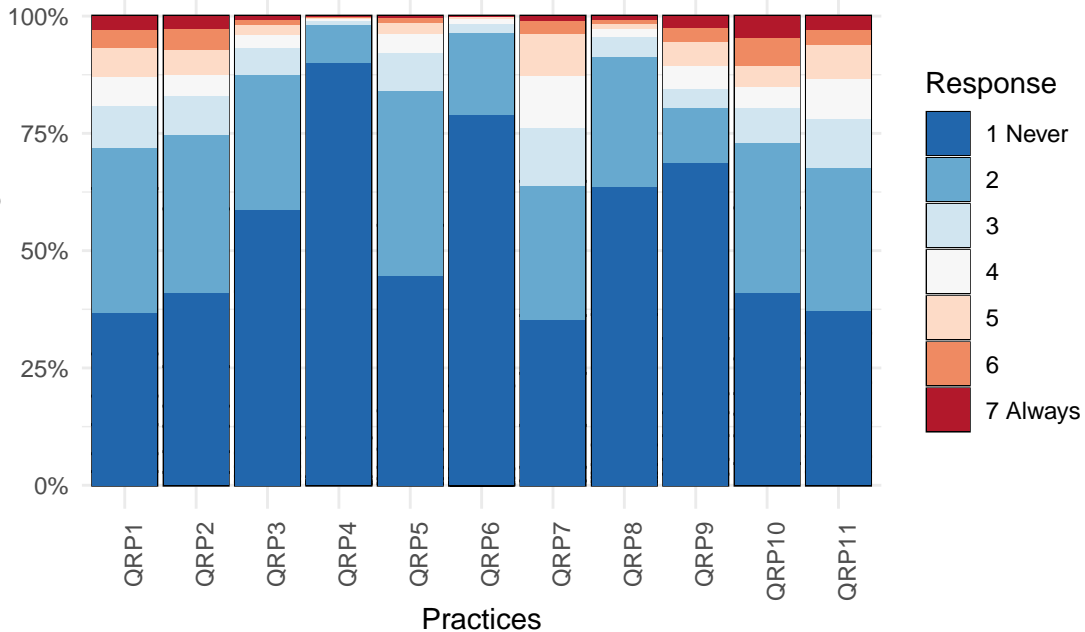 100%
75%
50%
25%
0%
QRP1
QRP2
QRP3
QRP4
QRP5
QRP6
QRP7
QRP8
QRP9
QRP10
QRP11
Practices
Response
1 Never
2
3
4
5
6
7 Always